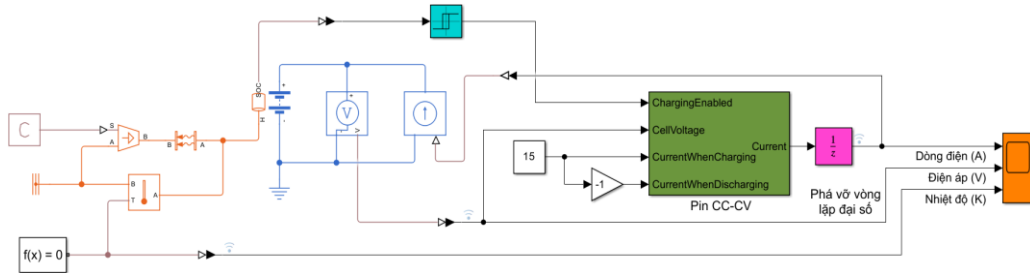 SOC
H
+
-
+
V
V
C
S
A
B
B
A
B
T
A
f(x) = 0
15
-1
ChargingEnabled
CellVoltage
CurrentWhenCharging
CurrentWhenDischarging
Current
Pin CC-CV
1
z
Phá vỡ vòng
lặp đại số
Dòng điện (A)
Điện áp (V)
Nhiệt độ (K)